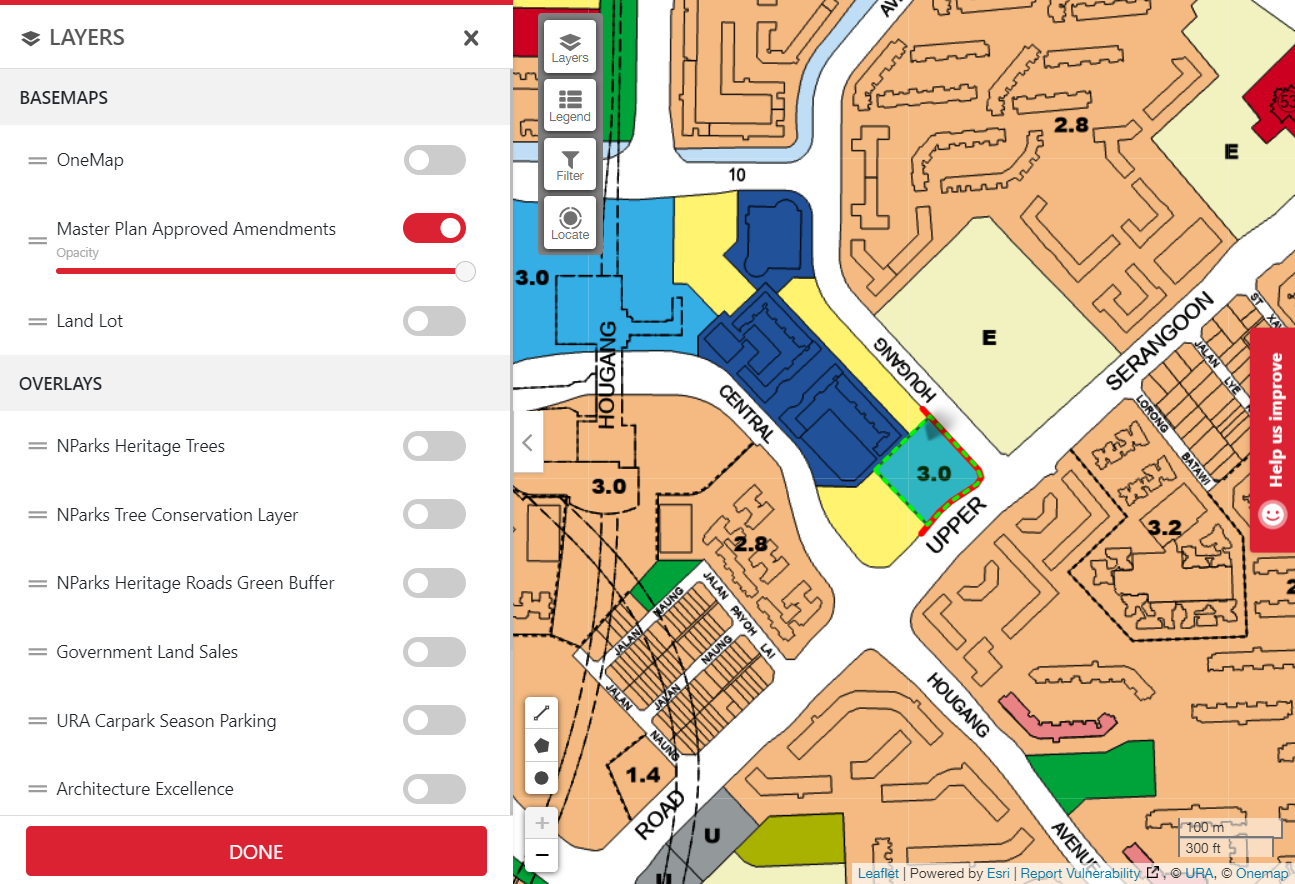 LAYERS
BASEMAPS
OneMap
Master Plan Approved Amendments
Opacity
Land Lot
OVERLAYS
NParks Heritage Trees
NParks Tree Conservation Layer
NParks Heritage Roads Green Buffer
Government Land Sales
URA Carpark Season Parking
Architecture Excellence
DONE
Layers
Legend
Filter
Locate
2.8
E
10
3.0
E
HOUGANG
HOUGANG
CENTRAL
SERANGOON
JALAN
LYE
ST
LORONG
BATAWI
3.0
UPPER
3.0
2.8
3.2
JALAN
PAYOH
LAI
JALAN
NAUNG
JALAN
NAUNG
JALAN
NAUNG
HOUGANG
AVENUE
1.4
ROAD
U
U
Help us improve
100 m
300 ft
Leaflet | Powered by Esri | Report Vulnerability , © URA, © Onemap